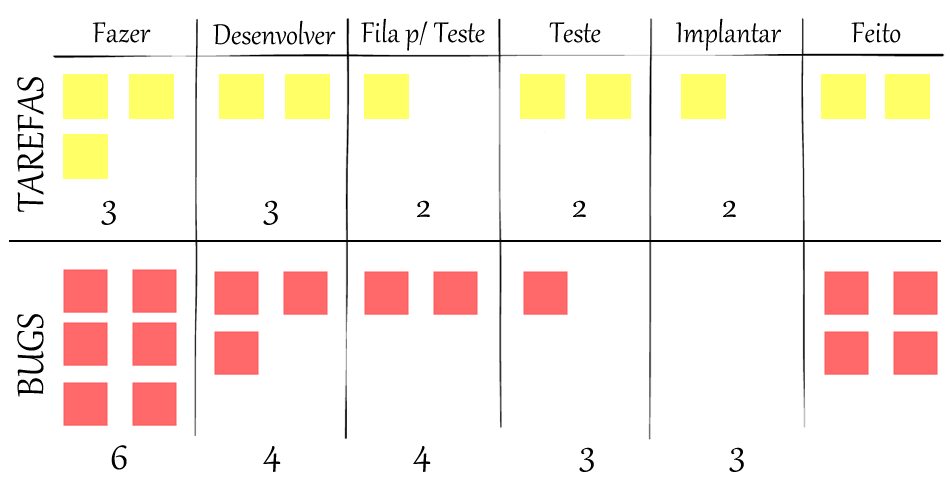 Fazer Desenvolver Fila p/ Teste Teste Implantar Feito
TAREFAS
3 3 2 2 2
BUGS
6 4 4 3 3